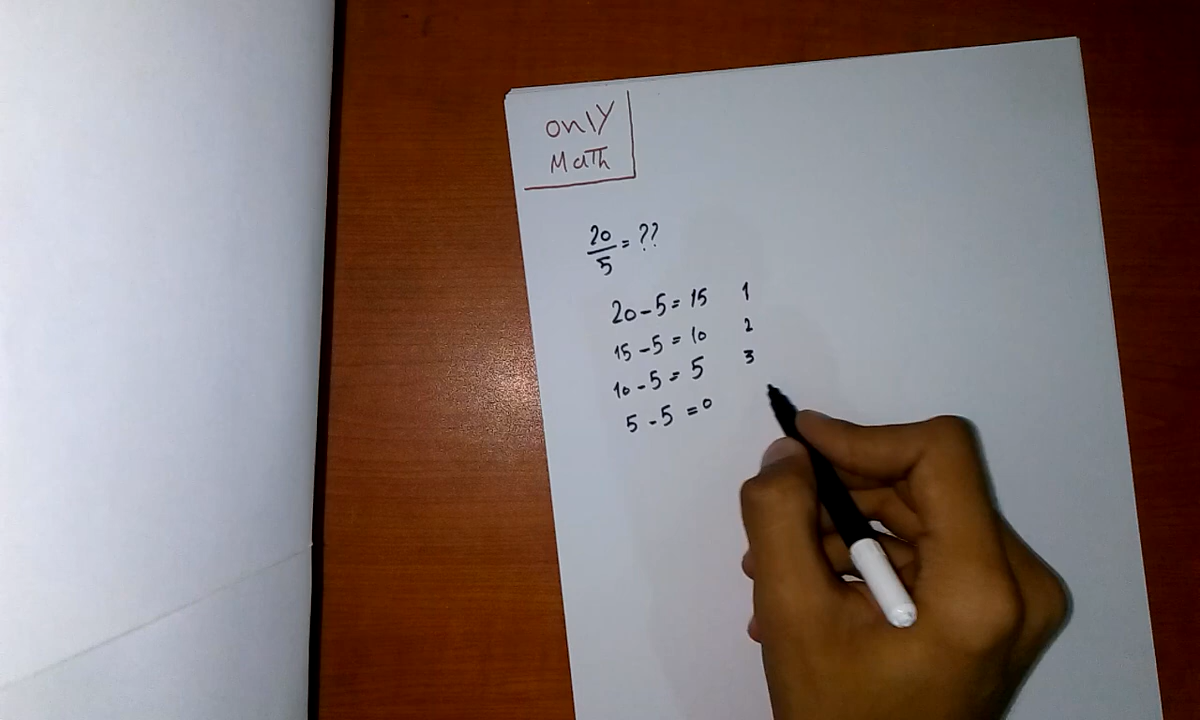 only
Math
20/5 = ??
20 - 5 = 15 1
15 - 5 = 10 2
10 - 5 = 5 3
5 - 5 = 0